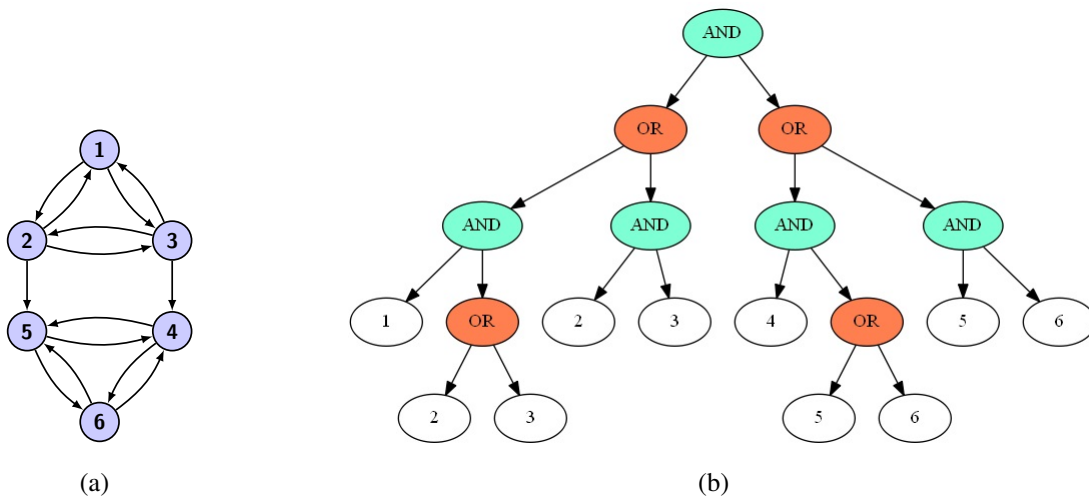 1
2 3
5 4
6
(a)
AND
OR OR
AND AND AND AND
1 OR 2 3 4 OR 5 6
2 3 5 6
(b)